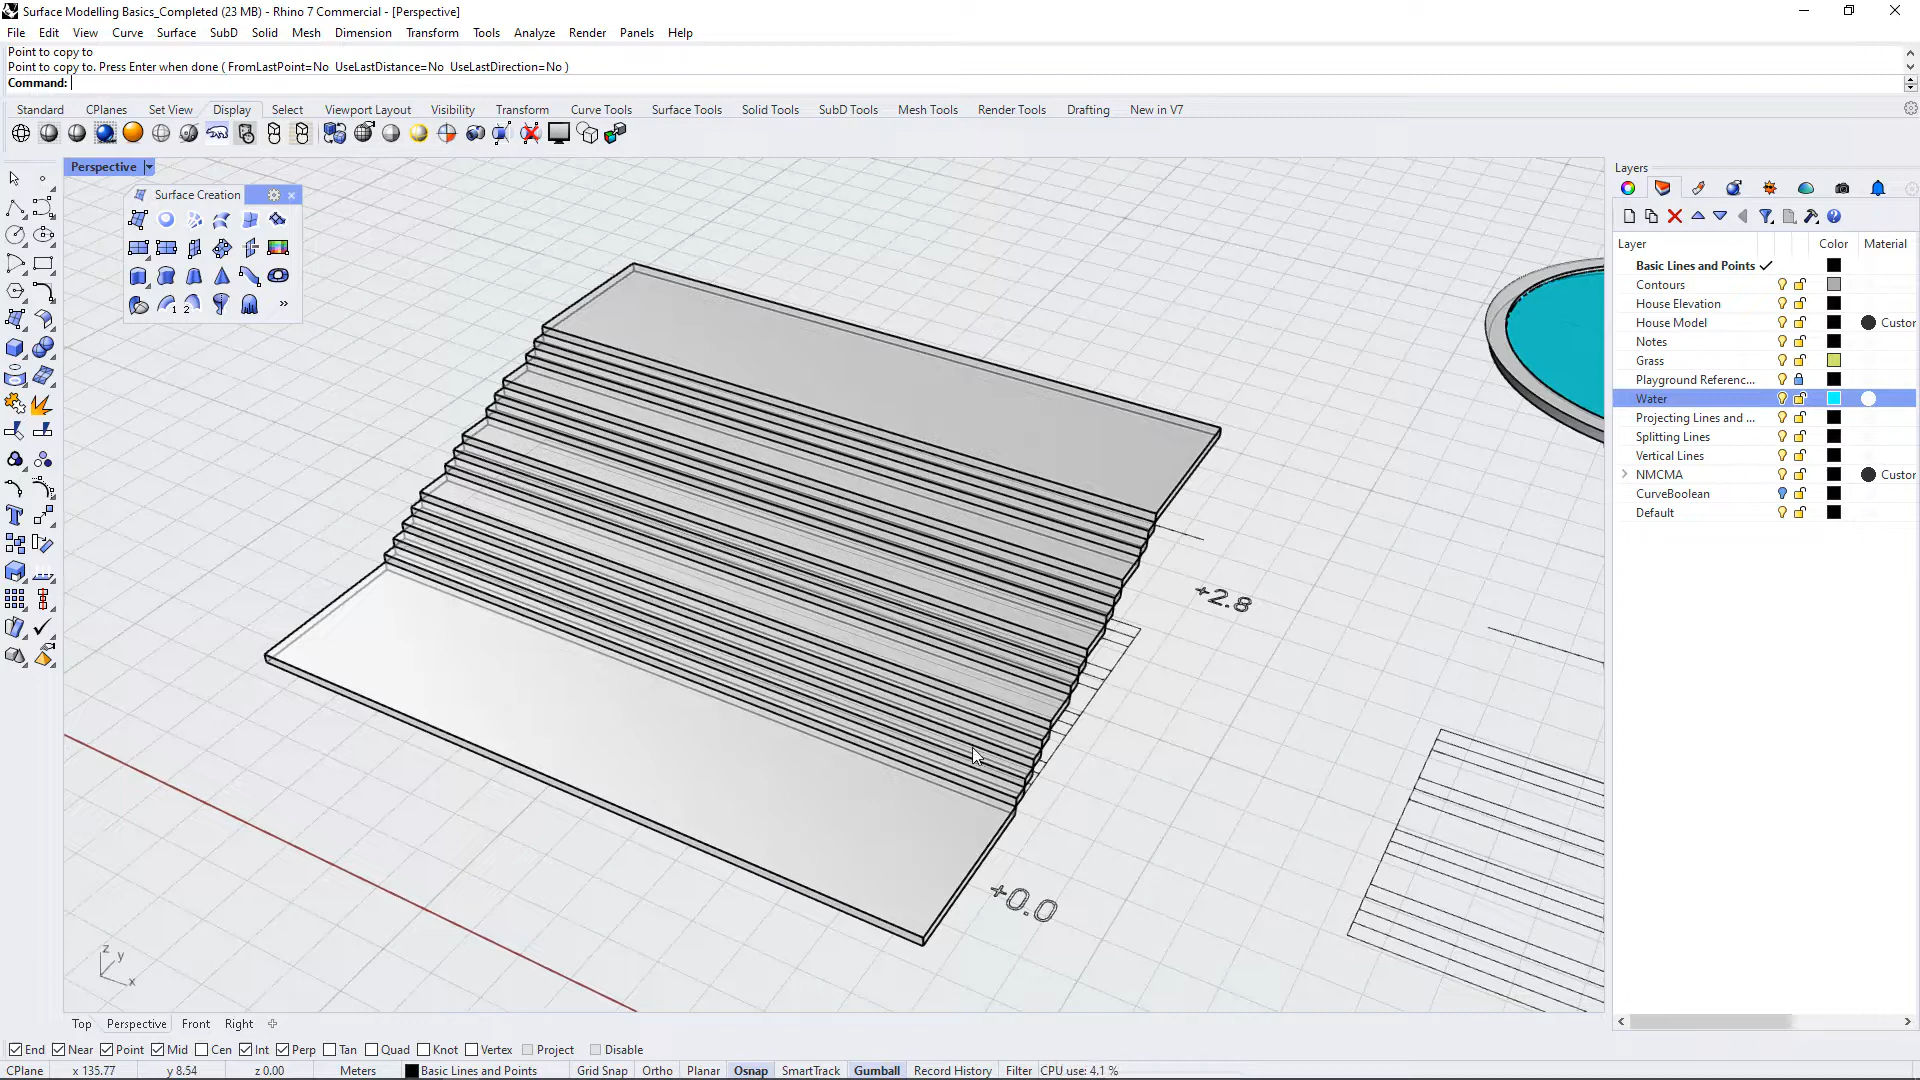 Surface Modelling Basics_Completed (23 MB) - Rhino 7 Commercial - [Perspective]
File Edit View Curve Surface SubD Solid Mesh Dimension Transform Tools Analyze Render Panels Help
Point to copy to
Point to copy to. Press Enter when done ( FromLastPoint=No UseLastDistance=No UseLastDirection=No )
Command:
Standard CPlanes Set View Display Select Viewport Layout Visibility Transform Curve Tools Surface Tools Solid Tools SubD Tools Mesh Tools Render Tools Drafting New in V7
Perspective
Surface Creation
1 2
»
+2.8
+0.0
z
y
x
Layers
Layer Color Material
Basic Lines and Points
Contours
House Elevation
House Model Custor
Notes
Grass
Playground Referenc...
Water
Projecting Lines and ...
Splitting Lines
Vertical Lines
NMCMA Custor
CurveBoolean
Default
Top Perspective Front Right
End Near Point Mid Cen Int Perp Tan Quad Knot Vertex Project Disable
CPlane x 135.77 y 8.54 z 0.00 Meters Basic Lines and Points Grid Snap Ortho Planar Osnap SmartTrack Gumball Record History Filter CPU use: 4.1 %